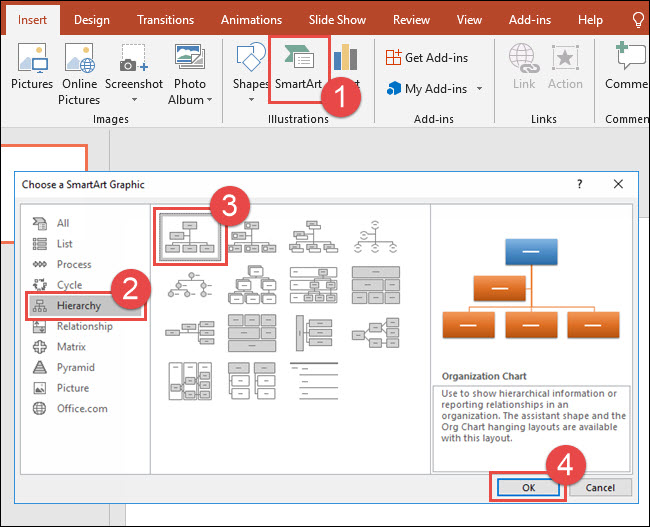 Insert Design Transitions Animations Slide Show Review View Add-ins Help
Pictures Online Pictures Screenshot Photo Album Shapes SmartArt Get Add-ins My Add-ins Link Action
Images Illustrations Add-ins Links
1
Choose a SmartArt Graphic ?
All
List
Process
Cycle
Hierarchy
Relationship
Matrix
Pyramid
Picture
Office.com
2
3
Organization Chart
Use to show hierarchical information or
reporting relationships in an
organization. The assistant shape and the
Org Chart hanging layouts are available
with this layout.
4
OK Cancel